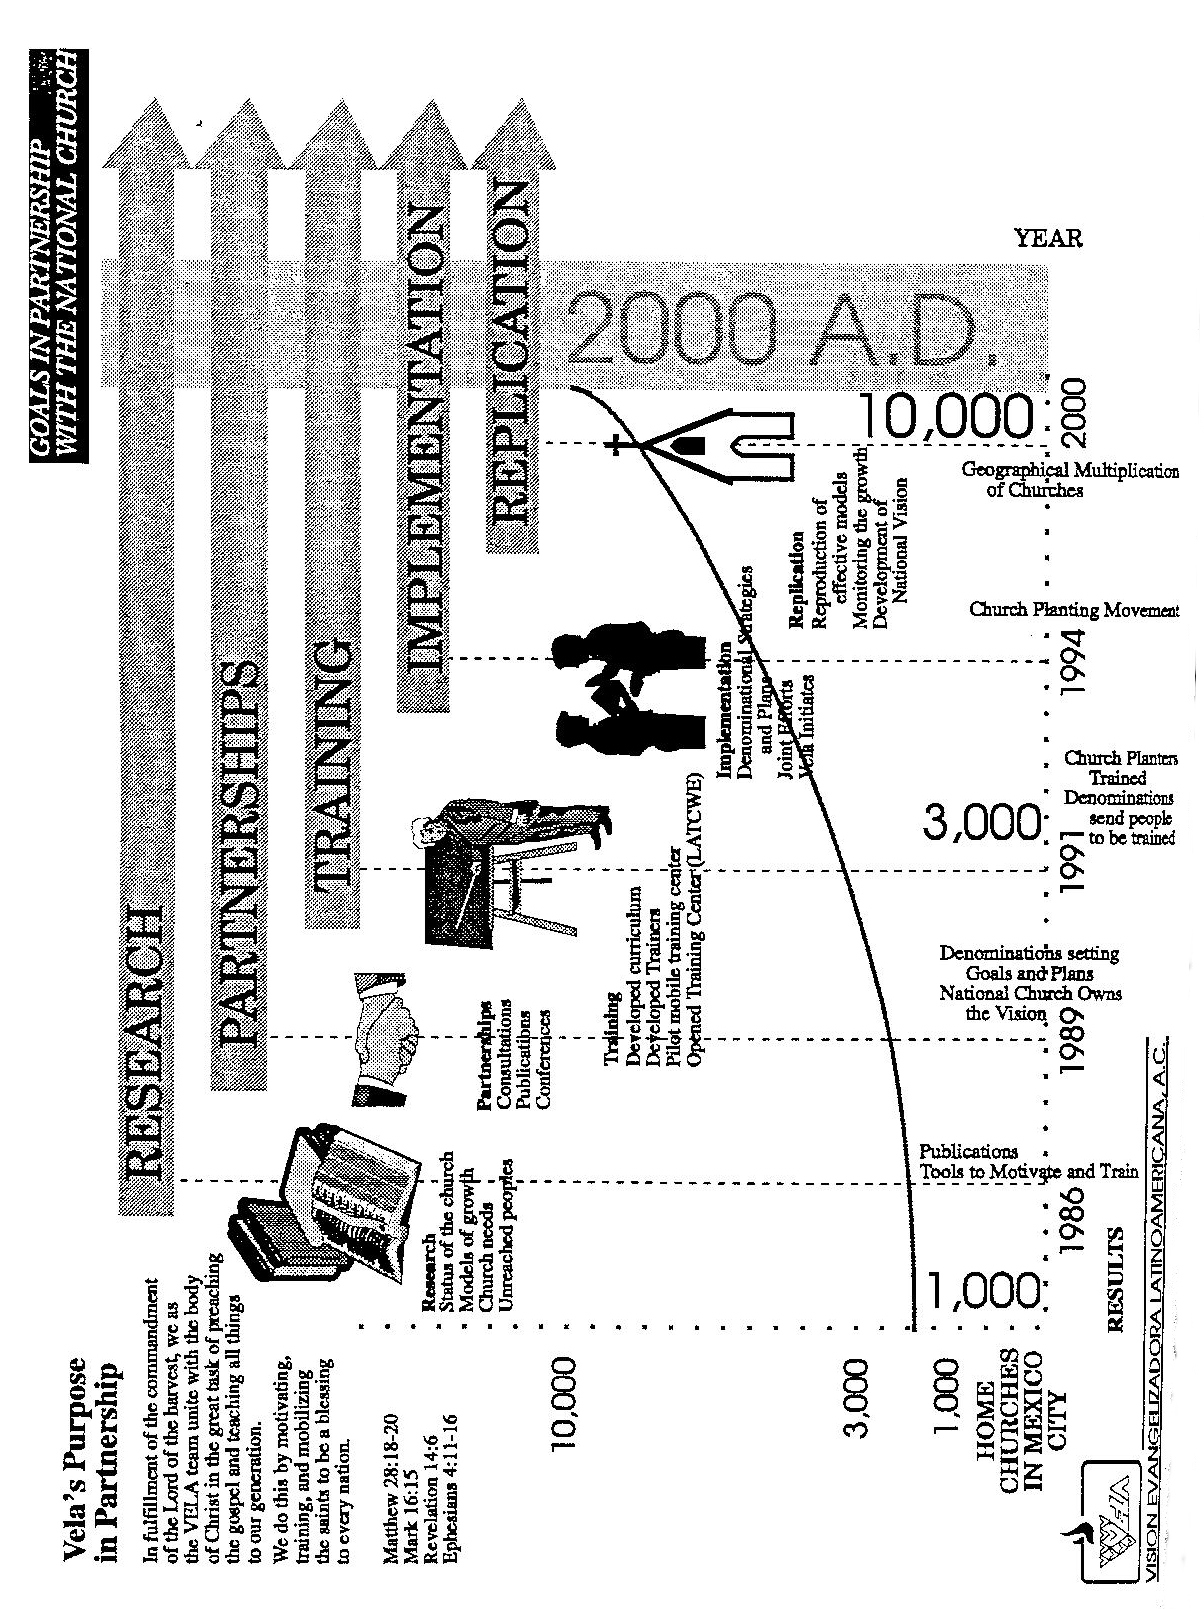 GOALS IN PARTNERSHIP
WITH THE NATIONAL CHURCH
Vela's Purpose
in Partnership
In fulfillment of the commandment
of the Lord of the harvest, we as
the VELA team unite with the body
of Christ in the great task of preaching
the gospel and teaching all things
to our generation.
We do this by motivating,
training, and mobilizing
the saints to be a blessing
to every nation.
Matthew 28:18-20
Mark 16:15
Revelation 14:6
Ephesians 4:11-16
RESEARCH
PARTNERSHIPS
TRAINING
IMPLEMENTATION
REPLICATION
2000 A.D.
Research
Status of the church
Models of growth
Church needs
Unreached peoples
Partnerships
Consultations
Publications
Conferences
Training
Developed curriculum
Developed Trainers
Pilot mobile training center
Opened Training Center (LATCWE)
Implementation
Denominational Strategies
and Plans
Joint Efforts
Vela Initiates
Replication
Reproduction of
effective models
Monitoring the growth
Development of
National Vision
10,000
3,000
1,000
HOME
CHURCHES
IN MEXICO
CITY
1,000
3,000
10,000
YEAR
1986
1989
1991
1994
2000
RESULTS
Publications
Tools to Motivate and Train
Denominations setting
Goals and Plans
National Church Owns
the Vision
Church Planters
Trained
Denominations
send people
to be trained
Church Planting Movement
Geographical Multiplication
of Churches
VISION EVANGELIZADORA LATINOAMERICANA, A.C.